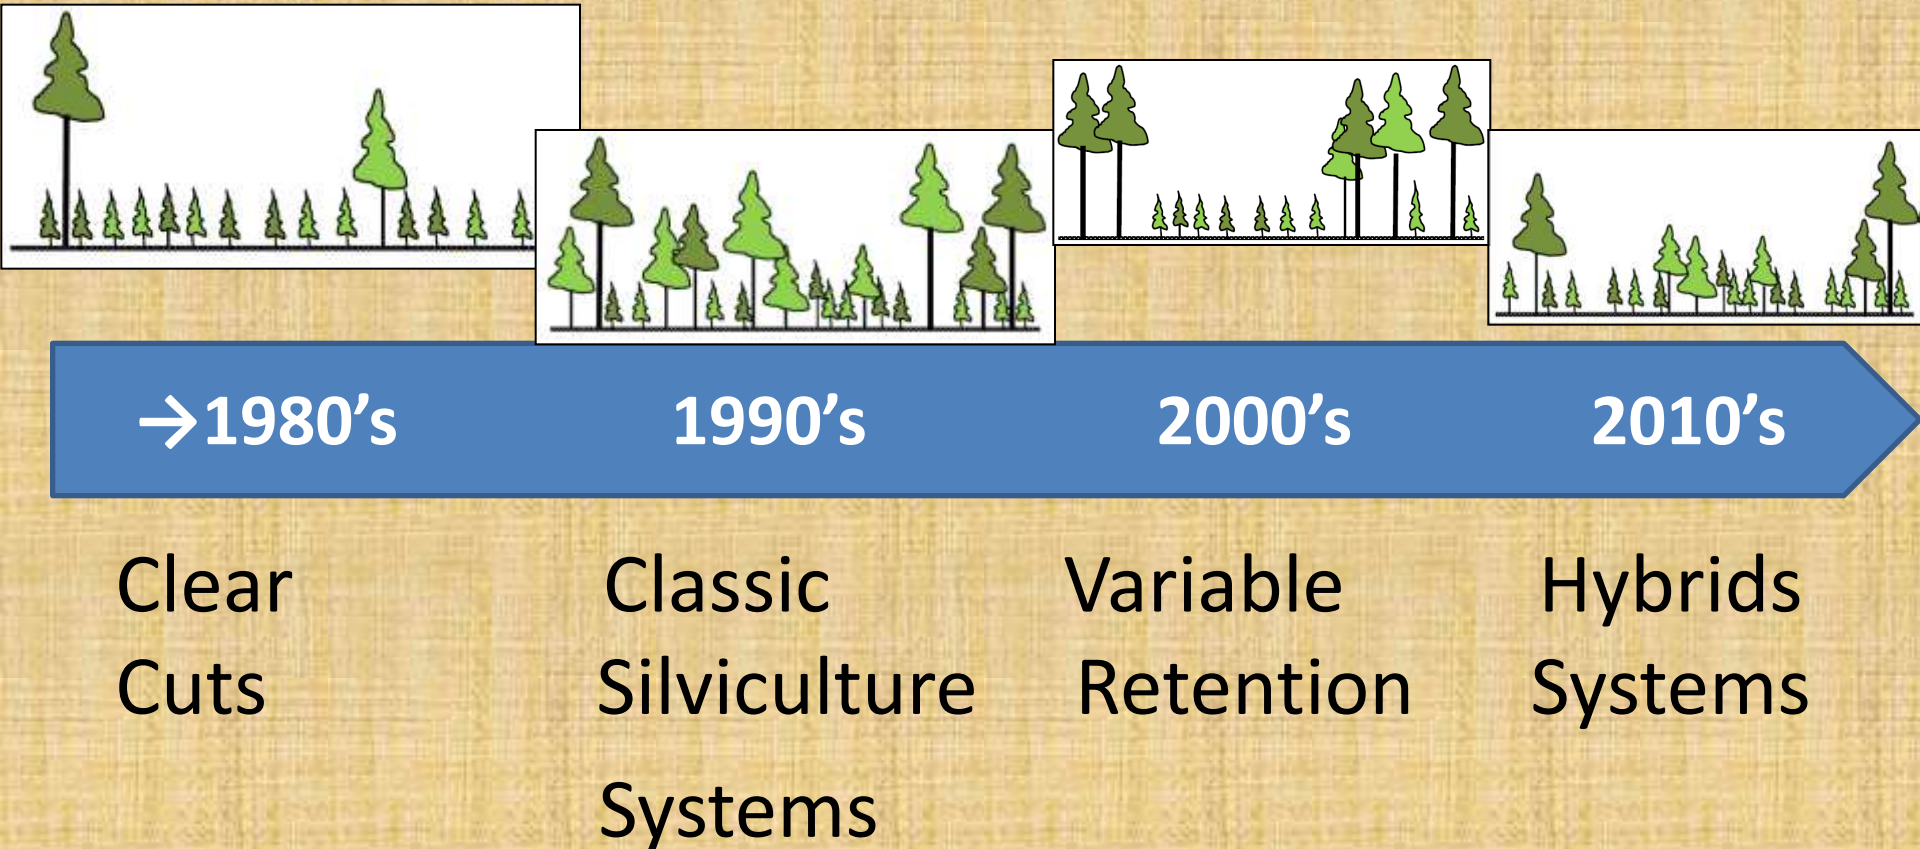 →1980’s 1990’s 2000’s 2010’s
Clear
Cuts
Classic
Silviculture
Systems
Variable
Retention
Hybrids
Systems